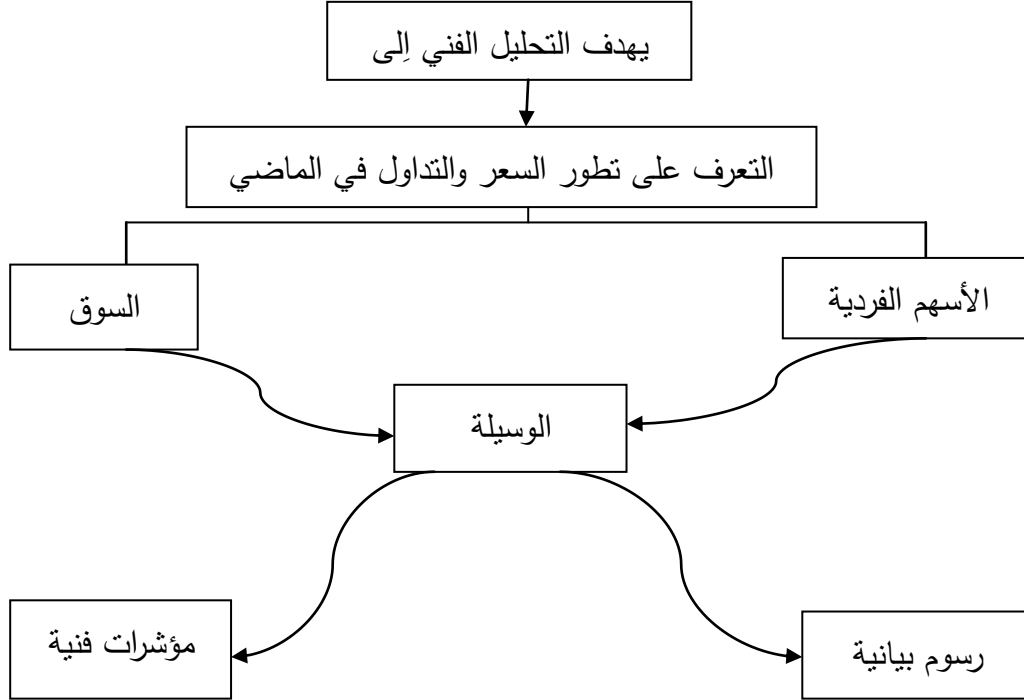 يهدف التحليل الفني اِلى
التعرف على تطور السعر والتداول في الماضي
الأسهم الفردية
السوق
الوسيلة
رسوم بيانية
مؤشرات فنية